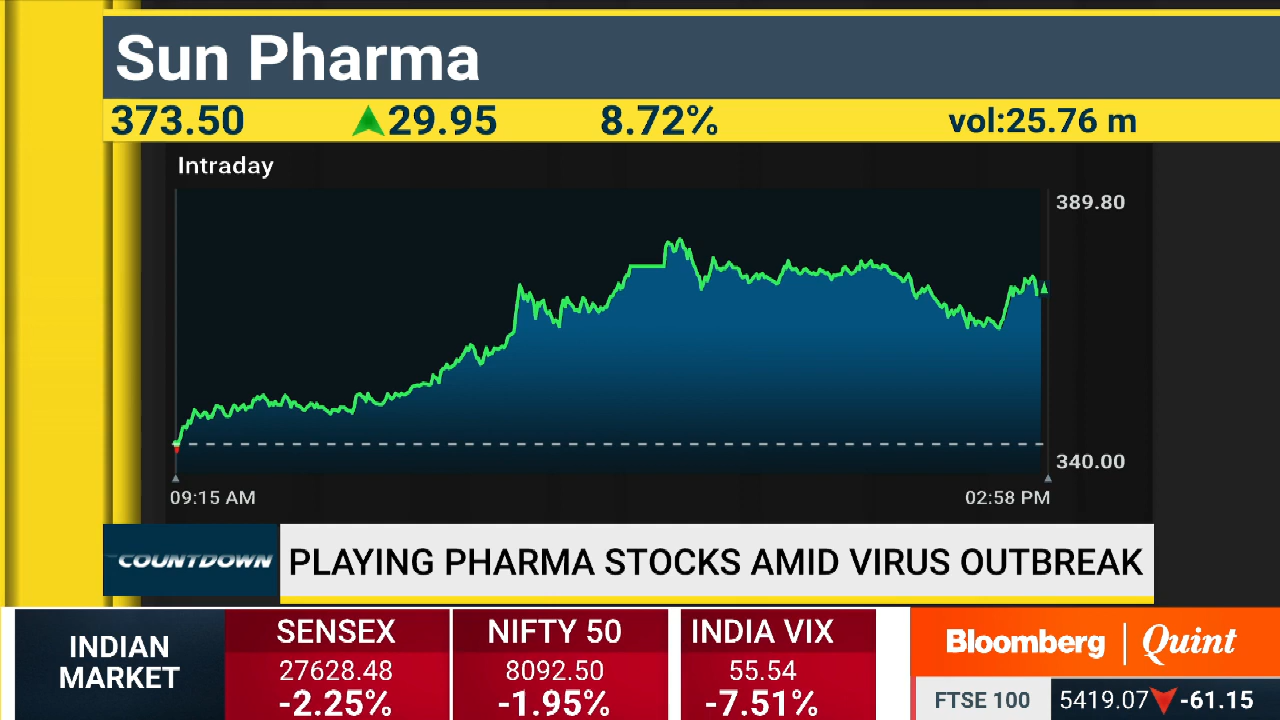 Sun Pharma
373.50 29.95 8.72% vol:25.76 m
Intraday
389.80
340.00
09:15 AM 02:58 PM
COUNTDOWN
PLAYING PHARMA STOCKS AMID VIRUS OUTBREAK
INDIAN
MARKET
SENSEX
27628.48
-2.25%
NIFTY 50
8092.50
-1.95%
INDIA VIX
55.54
-7.51%
Bloomberg | Quint
FTSE 100 5419.07 -61.15